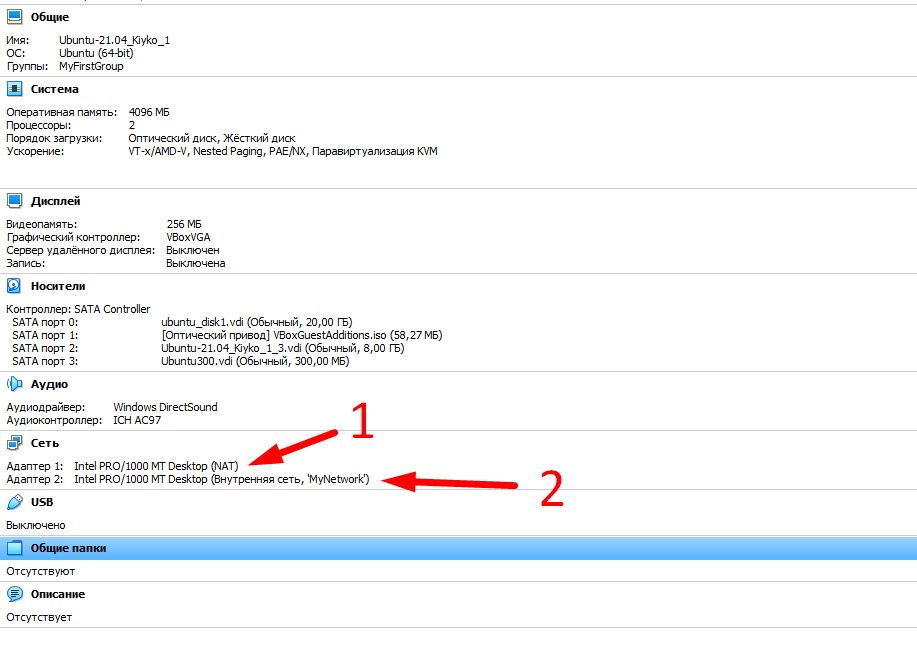 Общие
Имя: Ubuntu-21.04_Kiyko_1
ОС: Ubuntu (64-bit)
Группы: MyFirstGroup
Система
Оперативная память: 4096 МБ
Процессоры: 2
Порядок загрузки: Оптический диск, Жёсткий диск
Ускорение: VT-x/AMD-V, Nested Paging, PAE/NX, Паравиртуализация KVM
Дисплей
Видеопамять: 256 МБ
Графический контроллер: VBoxVGA
Сервер удалённого дисплея: Выключен
Запись: Выключена
Носители
Контроллер: SATA Controller
SATA порт 0: ubuntu_disk1.vdi (Обычный, 20,00 ГБ)
SATA порт 1: [Оптический привод] VBoxGuestAdditions.iso (58,27 МБ)
SATA порт 2: Ubuntu-21.04_Kiyko_1_3.vdi (Обычный, 8,00 ГБ)
SATA порт 3: Ubuntu300.vdi (Обычный, 300,00 МБ)
Аудио
Аудиодрайвер: Windows DirectSound
Аудиоконтроллер: ICH AC97
1
Сеть
Адаптер 1: Intel PRO/1000 MT Desktop (NAT)
Адаптер 2: Intel PRO/1000 MT Desktop (Внутренняя сеть, 'MyNetwork')
2
USB
Выключено
Общие папки
Отсутствуют
Описание
Отсутствует